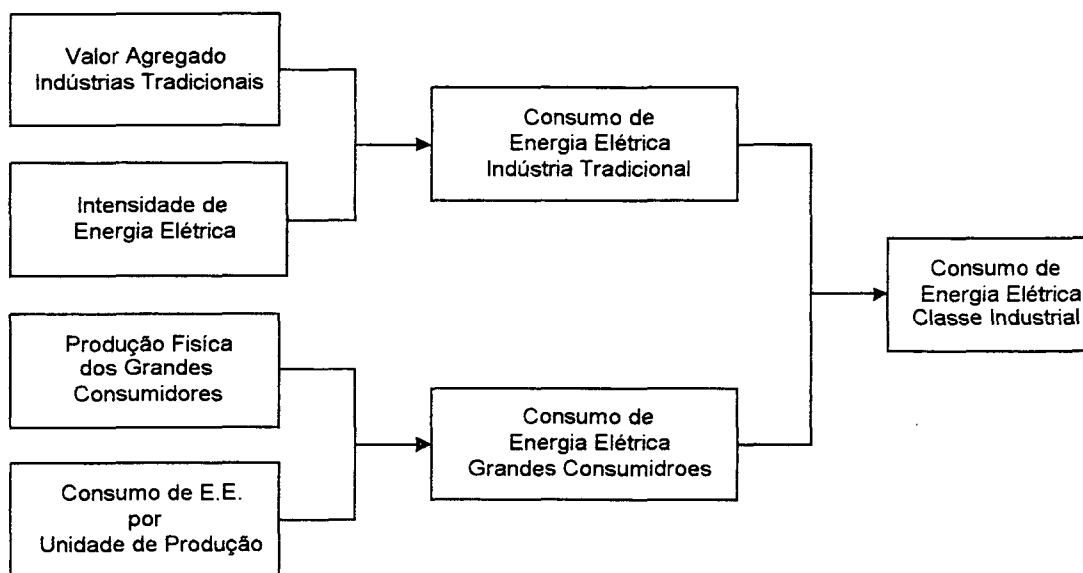 Valor Agregado
Indústrias Tradicionais
Intensidade de
Energia Elétrica
Produção Fisíca
dos Grandes
Consumidores
Consumo de E.E.
por
Unidade de Produção
Consumo de
Energia Elétrica
Indústria Tradicional
Consumo de
Energia Elétrica
Grandes Consumidroes
Consumo de
Energia Elétrica
Classe Industrial